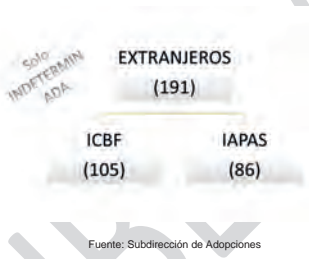 Solo
INDETERMIN
ADA
EXTRANJEROS
(191)
ICBF
(105)
IAPAS
(86)
Fuente: Subdirección de Adopciones